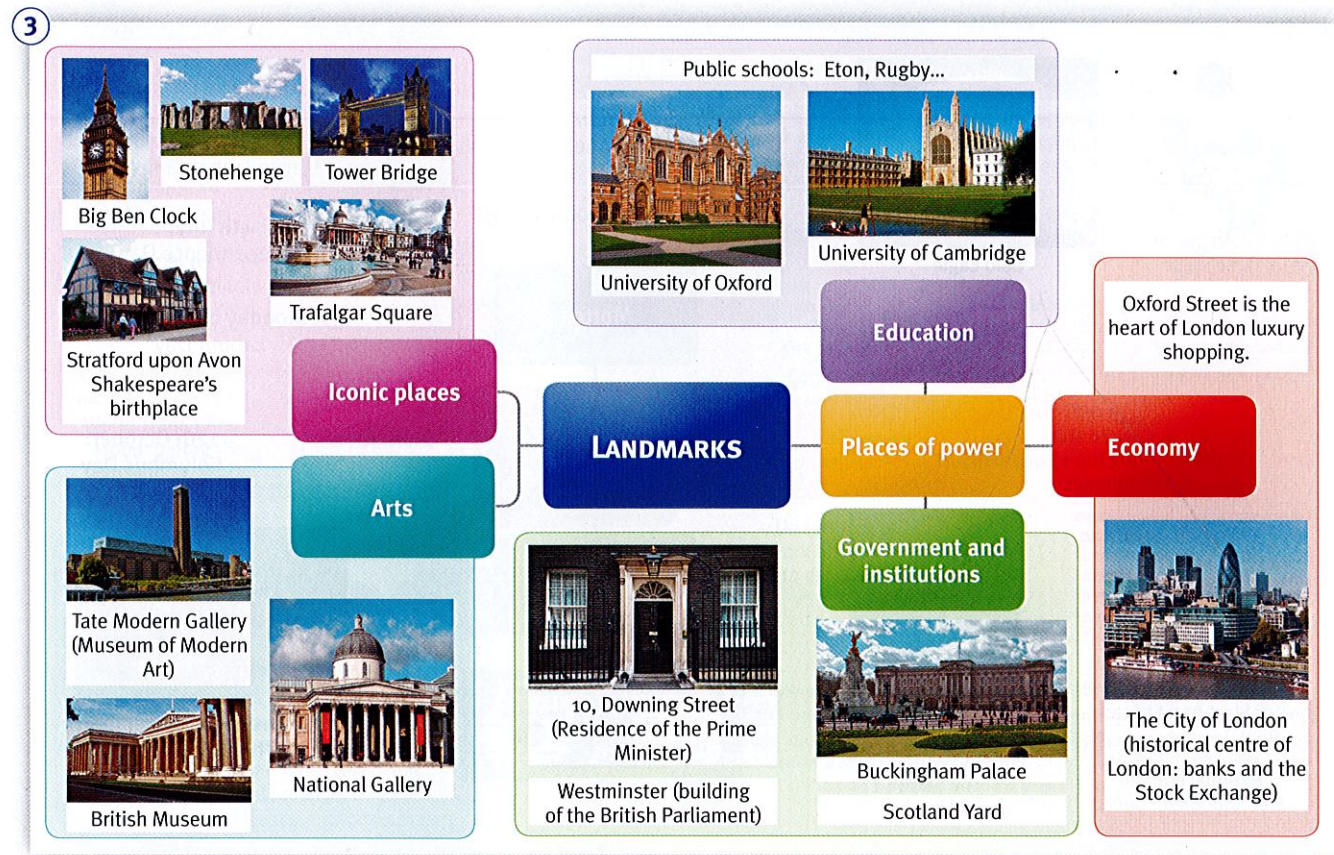 3
Big Ben Clock
Stonehenge
Tower Bridge
Stratford upon Avon
Shakespeare's
birthplace
Trafalgar Square
Iconic places
Public schools: Eton, Rugby...
University of Oxford
University of Cambridge
Education
LANDMARKS
Places of power
Economy
Oxford Street is the
heart of London luxury
shopping.
The City of London
(historical centre of
London: banks and the
Stock Exchange)
Arts
Tate Modern Gallery
(Museum of Modern
Art)
British Museum
National Gallery
Government and
institutions
10, Downing Street
(Residence of the Prime
Minister)
Westminster (building
of the British Parliament)
Buckingham Palace
Scotland Yard